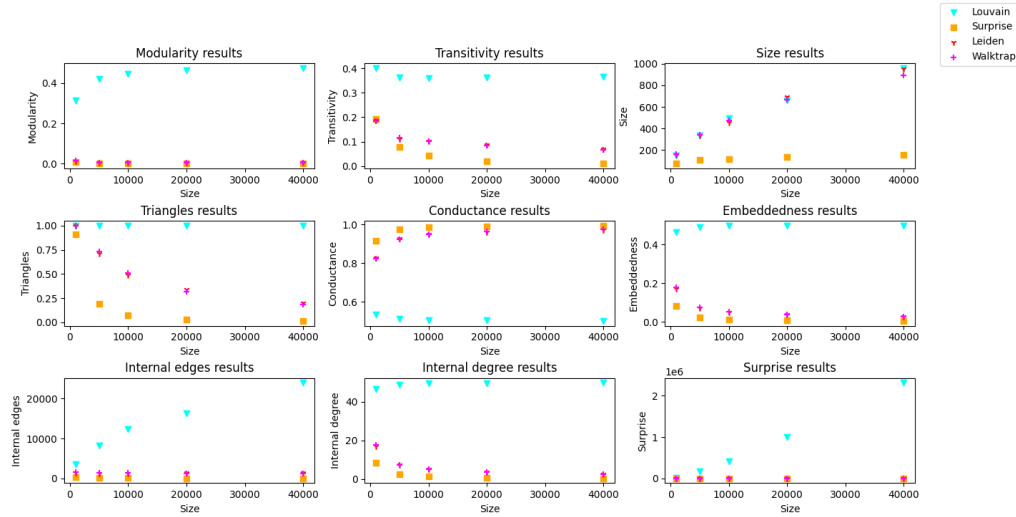 Louvain
Surprise
Leiden
Walktrap
Modularity results
Transitivity results
Size results
Modularity
0.4
0.2
0.0
0 10000 20000 30000 40000
Size
Transitivity
0.4
0.3
0.2
0.1
0.0
0 10000 20000 30000 40000
Size
Size
1000
800
600
400
200
0 10000 20000 30000 40000
Size
Triangles results
Conductance results
Embeddedness results
Triangles
1.00
0.75
0.50
0.25
0.00
0 10000 20000 30000 40000
Size
Conductance
1.0
0.8
0.6
0 10000 20000 30000 40000
Size
Embeddedness
0.4
0.2
0.0
0 10000 20000 30000 40000
Size
Internal edges results
Internal degree results
Surprise results
Internal edges
20000
10000
0
0 10000 20000 30000 40000
Size
Internal degree
40
20
0
0 10000 20000 30000 40000
Size
1e6
Surprise
2
1
0
0 10000 20000 30000 40000
Size